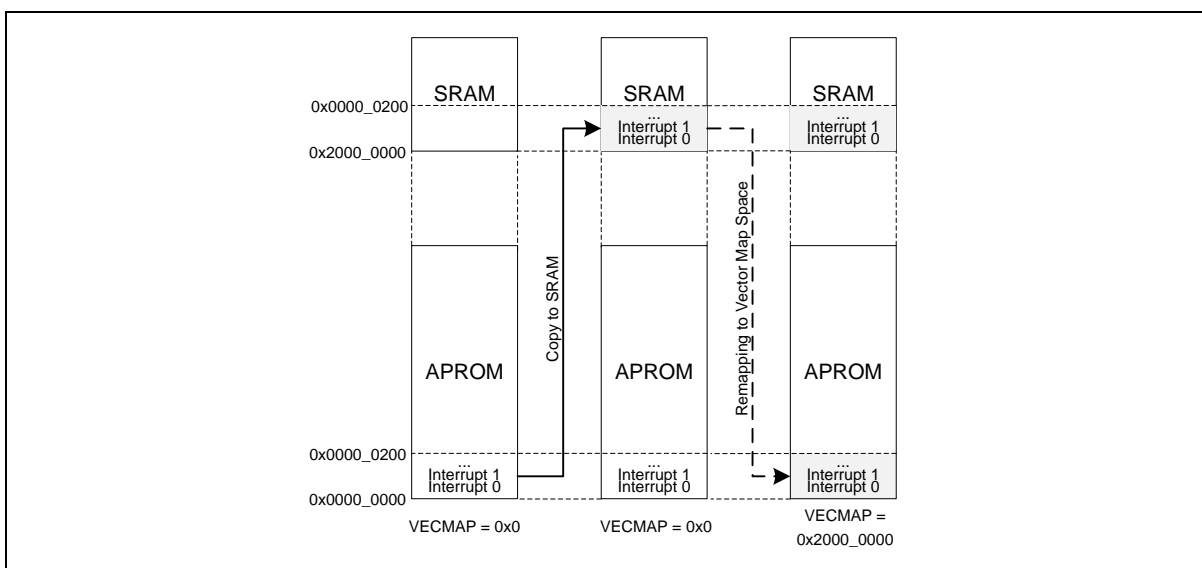 SRAM SRAM SRAM
0x0000_0200
... ...
Interrupt 1 Interrupt 1
Interrupt 0 Interrupt 0
0x2000_0000
Copy to SRAM
Remapping to Vector Map Space
APROM APROM APROM
0x0000_0200
... ... ...
Interrupt 1 Interrupt 1 Interrupt 1
Interrupt 0 Interrupt 0 Interrupt 0
0x0000_0000
VECMAP = 0x0 VECMAP = 0x0 VECMAP =
0x2000_0000